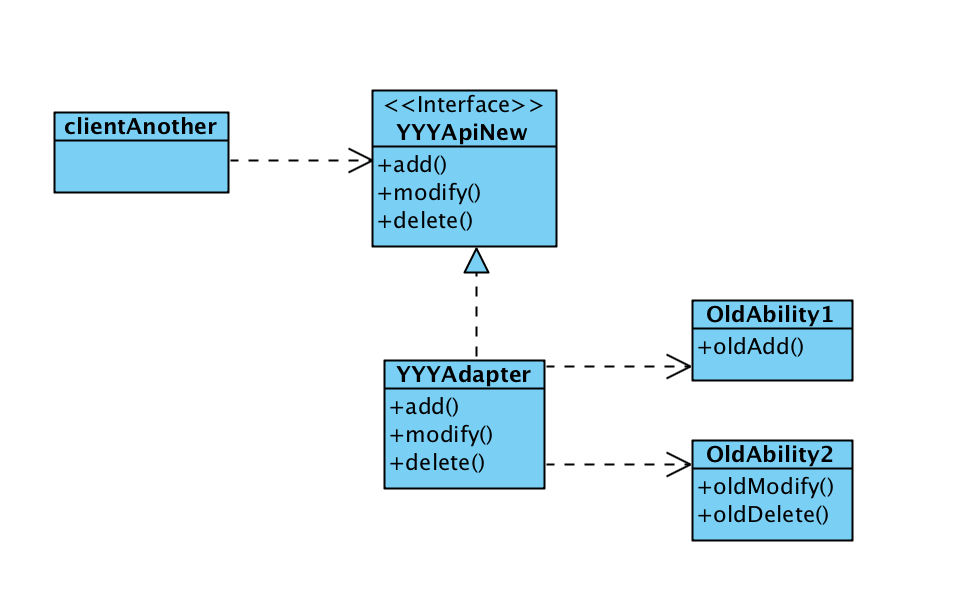 clientAnother
<<Interface>>
YYYApiNew
+add()
+modify()
+delete()
YYYAdapter
+add()
+modify()
+delete()
OldAbility1
+oldAdd()
OldAbility2
+oldModify()
+oldDelete()